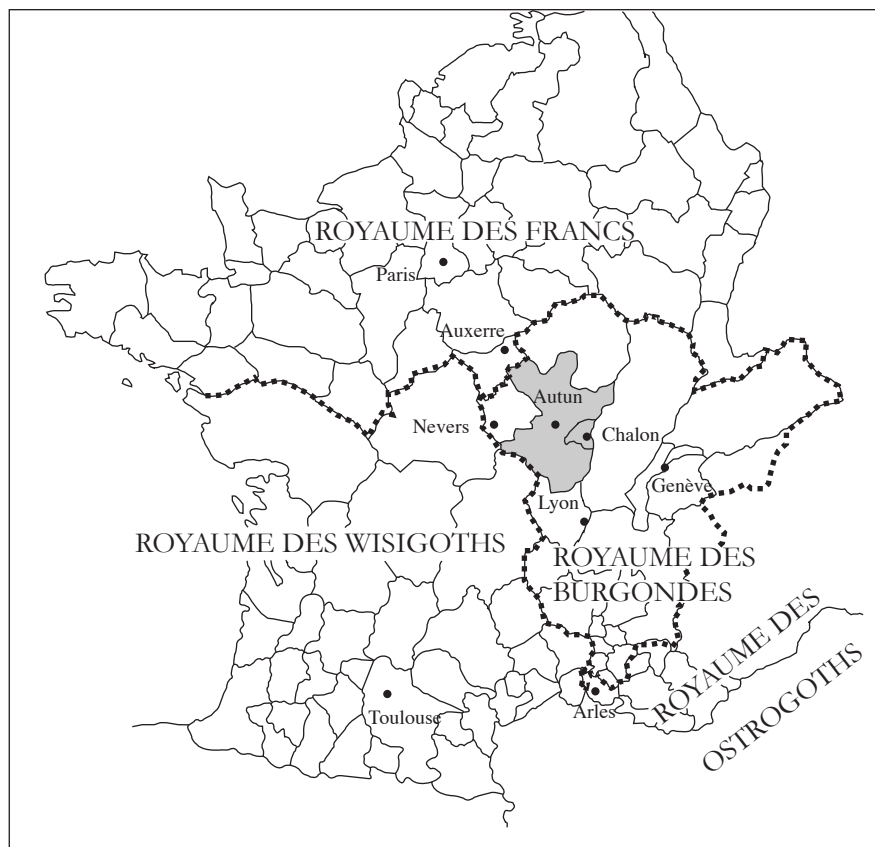 ROYAUME DES FRANCS
Paris
Auxerre
Autun
Nevers
Chalon
Genève
Lyon
ROYAUME DES WISIGOTHS
ROYAUME DES
BURGONDES
ROYAUME DES
OSTROGOTHS
Toulouse
Arles